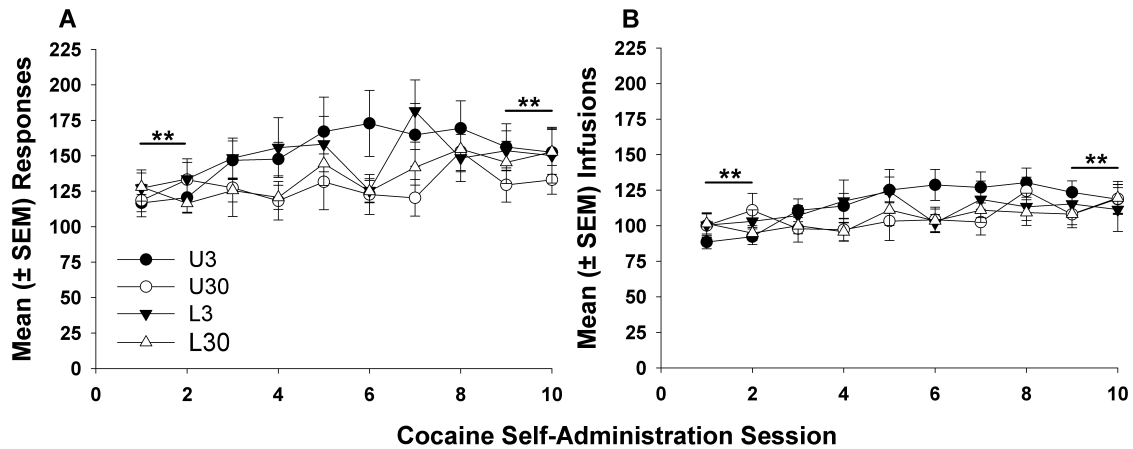 A
Mean (± SEM) Responses
225
200
175
150
125
100
75
50
25
0
**
**
U3
U30
L3
L30
0 2 4 6 8 10
B
Mean (± SEM) Infusions
225
200
175
150
125
100
75
50
25
0
**
**
0 2 4 6 8 10
Cocaine Self-Administration Session